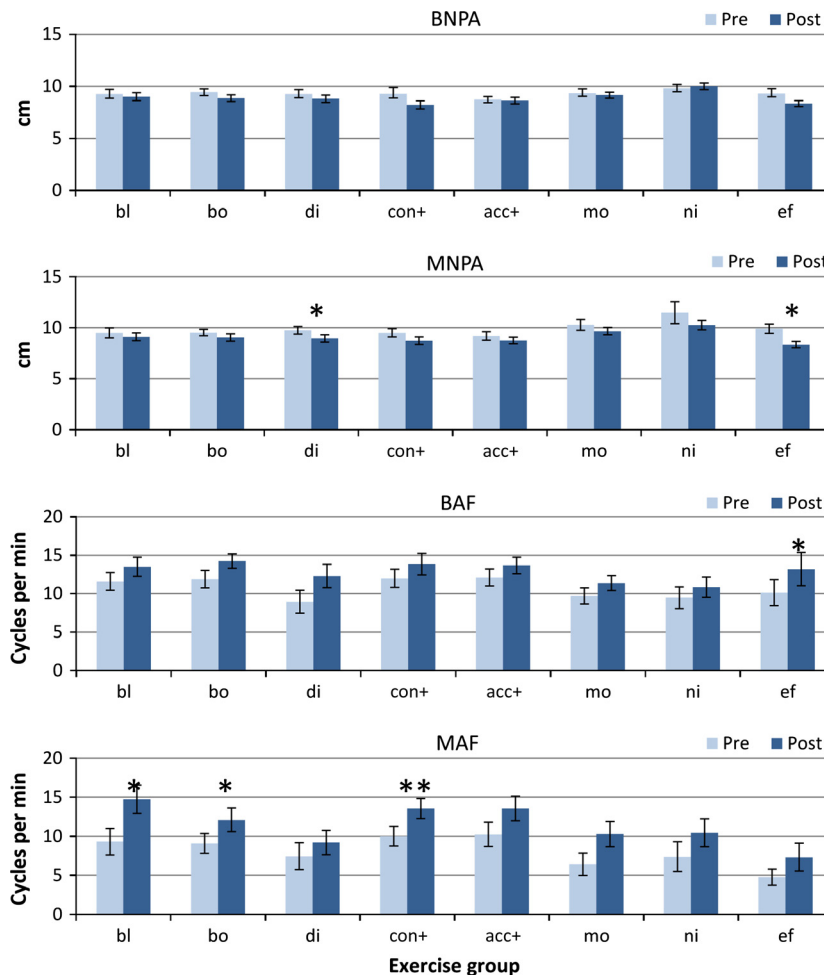 BNPA
Pre Post
15
10
5
0
cm
bl bo di con+ acc+ mo ni ef
MNPA
Pre Post
15
10
5
0
cm
* *
bl bo di con+ acc+ mo ni ef
BAF
Pre Post
20
15
10
5
0
Cycles per min
*
bl bo di con+ acc+ mo ni ef
MAF
Pre Post
20
15
10
5
0
Cycles per min
* * **
bl bo di con+ acc+ mo ni ef
Exercise group